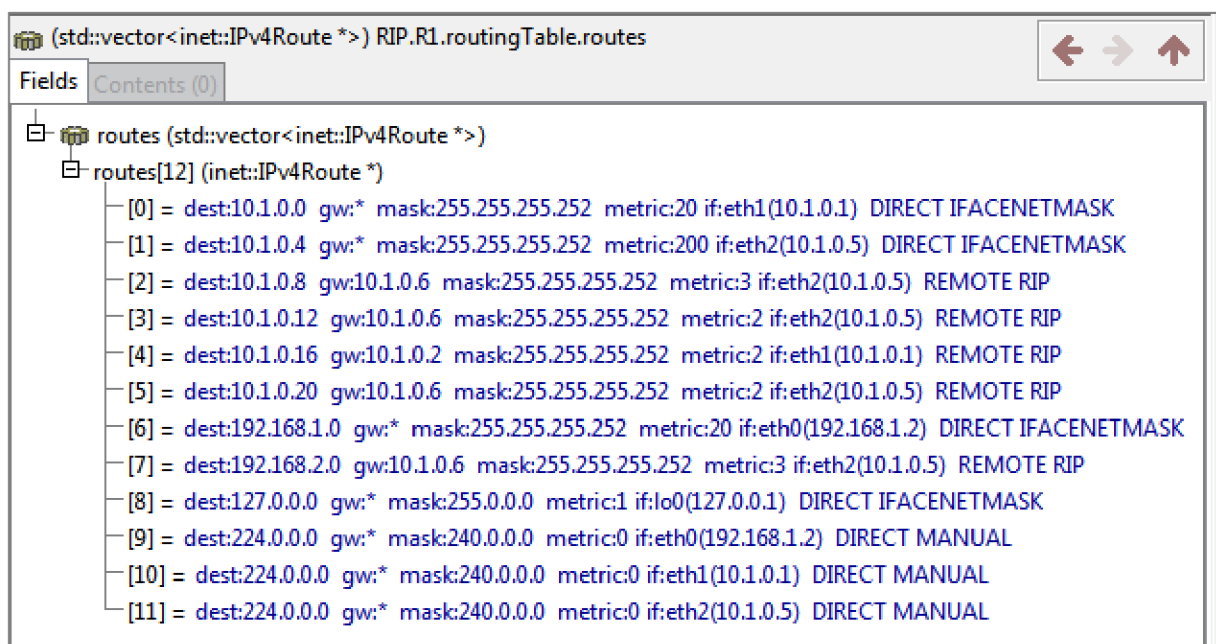 (std::vector<inet::IPv4Route *>) RIP.R1.routingTable.routes
Fields Contents (0)
routes (std::vector<inet::IPv4Route *>)
routes[12] (inet::IPv4Route *)
[0] = dest:10.1.0.0 gw:* mask:255.255.255.252 metric:20 if:eth1(10.1.0.1) DIRECT IFACENETMASK
[1] = dest:10.1.0.4 gw:* mask:255.255.255.252 metric:200 if:eth2(10.1.0.5) DIRECT IFACENETMASK
[2] = dest:10.1.0.8 gw:10.1.0.6 mask:255.255.255.252 metric:3 if:eth2(10.1.0.5) REMOTE RIP
[3] = dest:10.1.0.12 gw:10.1.0.6 mask:255.255.255.252 metric:2 if:eth2(10.1.0.5) REMOTE RIP
[4] = dest:10.1.0.16 gw:10.1.0.2 mask:255.255.255.252 metric:2 if:eth1(10.1.0.1) REMOTE RIP
[5] = dest:10.1.0.20 gw:10.1.0.6 mask:255.255.255.252 metric:2 if:eth2(10.1.0.5) REMOTE RIP
[6] = dest:192.168.1.0 gw:* mask:255.255.255.252 metric:20 if:eth0(192.168.1.2) DIRECT IFACENETMASK
[7] = dest:192.168.2.0 gw:10.1.0.6 mask:255.255.255.252 metric:3 if:eth2(10.1.0.5) REMOTE RIP
[8] = dest:127.0.0.0 gw:* mask:255.0.0.0 metric:1 if:lo0(127.0.0.1) DIRECT IFACENETMASK
[9] = dest:224.0.0.0 gw:* mask:240.0.0.0 metric:0 if:eth0(192.168.1.2) DIRECT MANUAL
[10] = dest:224.0.0.0 gw:* mask:240.0.0.0 metric:0 if:eth1(10.1.0.1) DIRECT MANUAL
[11] = dest:224.0.0.0 gw:* mask:240.0.0.0 metric:0 if:eth2(10.1.0.5) DIRECT MANUAL